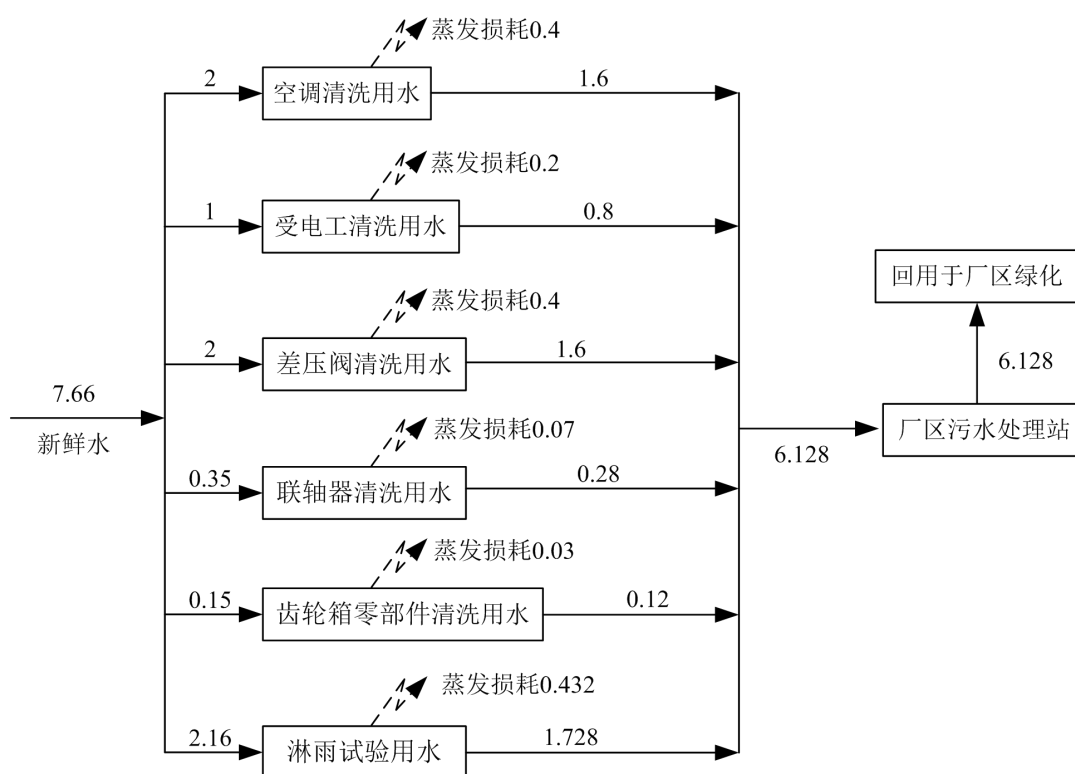 蒸发损耗0.4
2
空调清洗用水
1.6
蒸发损耗0.2
1
受电工清洗用水
0.8
蒸发损耗0.4
2
差压阀清洗用水
1.6
7.66
新鲜水
蒸发损耗0.07
0.35
联轴器清洗用水
0.28
蒸发损耗0.03
0.15
齿轮箱零部件清洗用水
0.12
蒸发损耗0.432
2.16
淋雨试验用水
1.728
回用于厂区绿化
6.128
厂区污水处理站
6.128